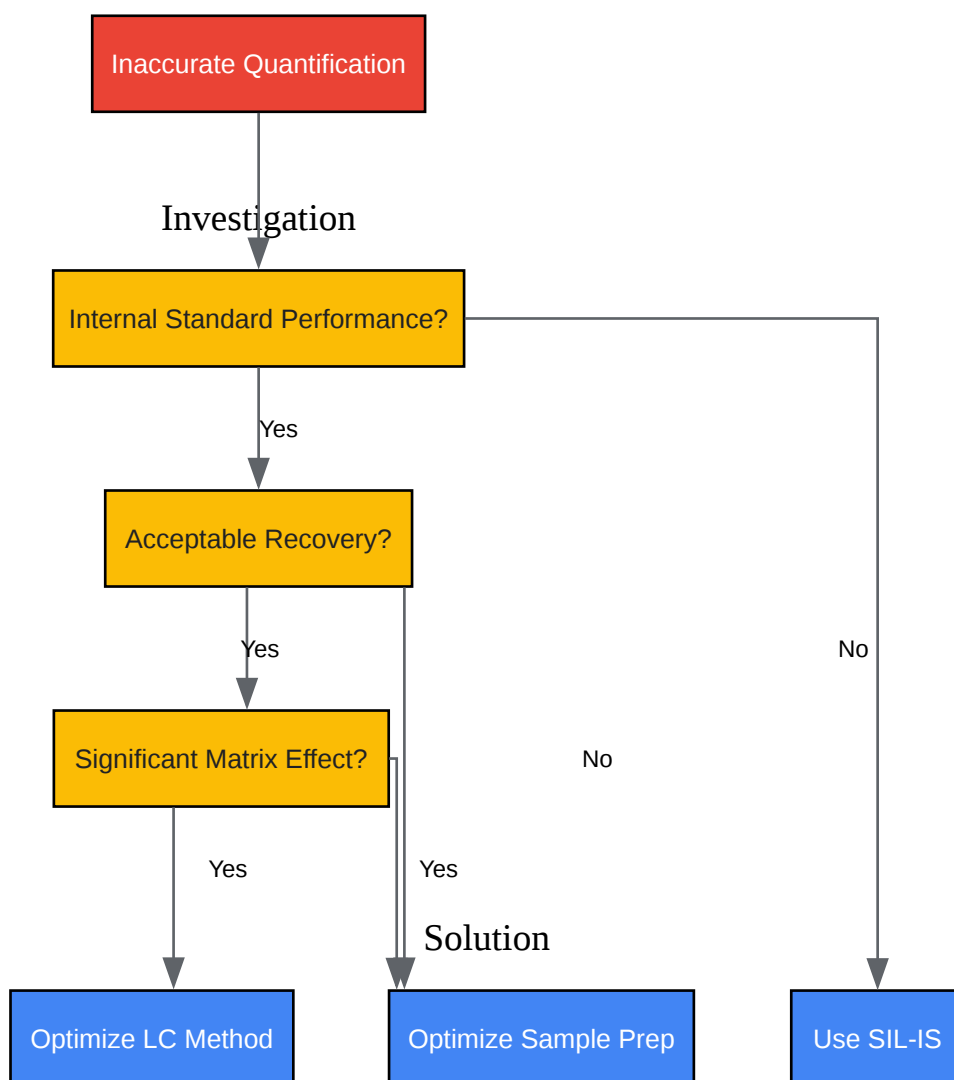 Inaccurate Quantification
Investigation
Internal Standard Performance?
Yes
Acceptable Recovery?
Yes
No
Significant Matrix Effect?
No
Yes
Yes
Solution
Optimize LC Method
Optimize Sample Prep
Use SIL-IS